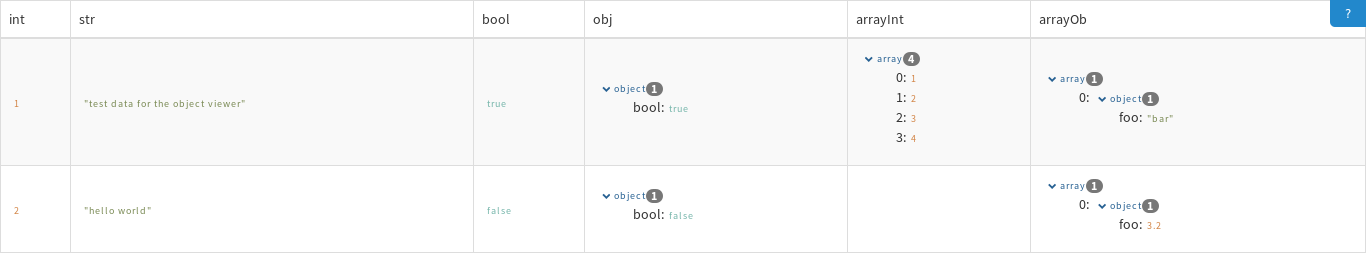 int str bool obj arrayInt arrayOb ?
1 "test data for the object viewer" true
object 1
bool: true
array 4
0: 1
1: 2
2: 3
3: 4
array 1
0: object 1
foo: "bar"
2 "hello world" false
object 1
bool: false
array 1
0: object 1
foo: 3.2